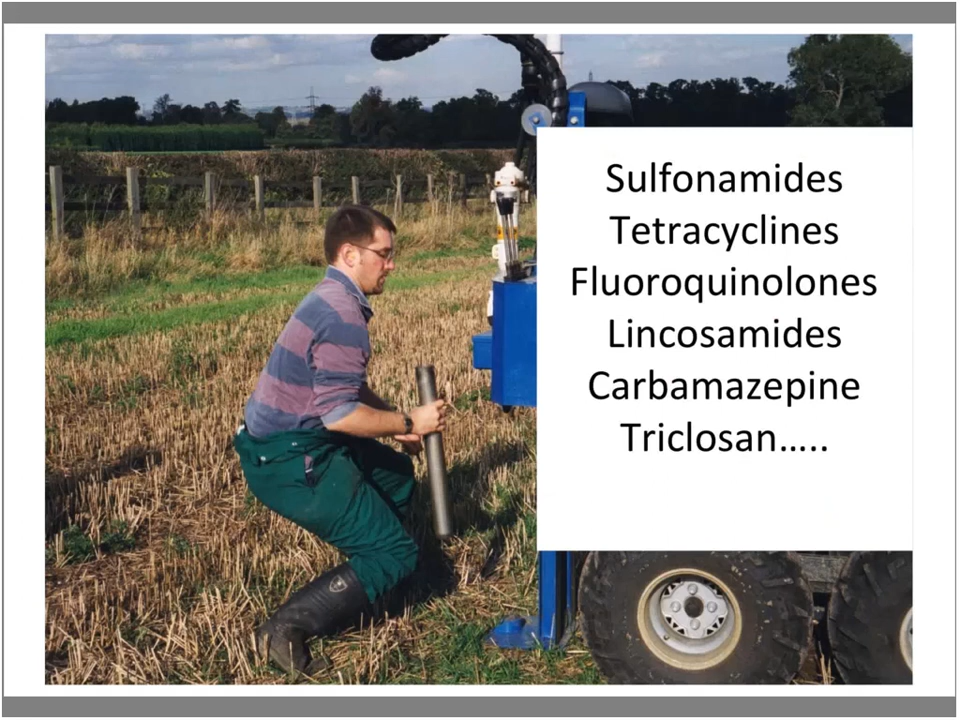 Sulfonamides
Tetracyclines
Fluoroquinolones
Lincosamides
Carbamazepine
Triclosan.....